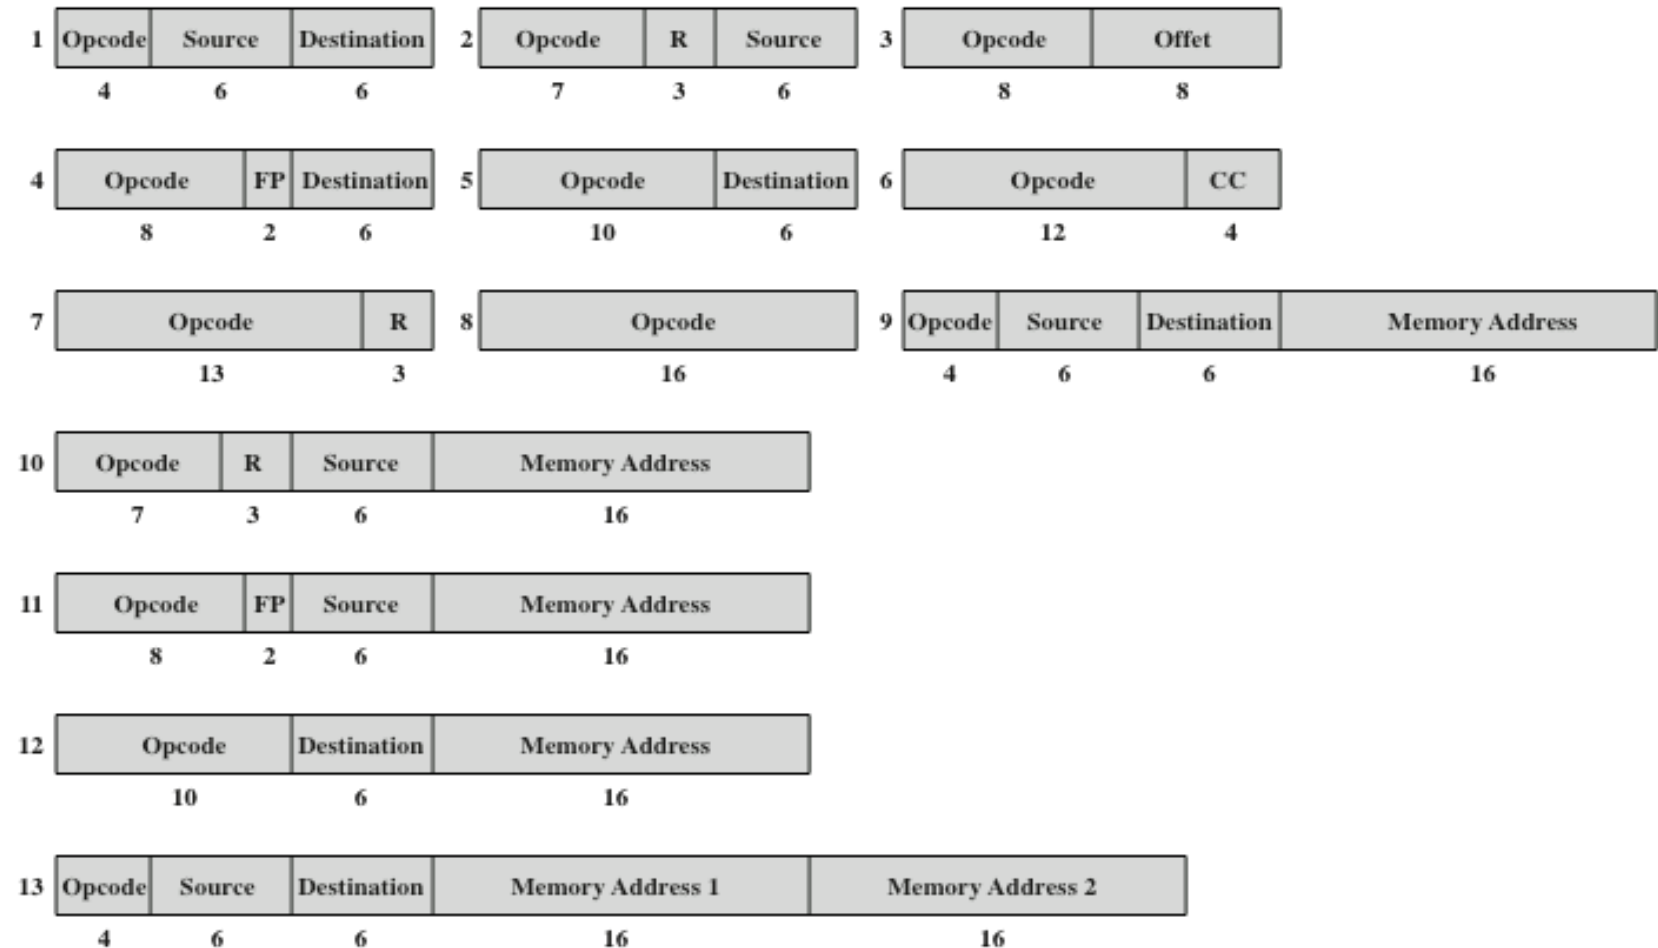 1 Opcode Source Destination 2 Opcode R Source 3 Opcode Offet
4 6 6 7 3 6 8 8
4 Opcode FP Destination 5 Opcode Destination 6 Opcode CC
8 2 6 10 6 12 4
7 Opcode R 8 Opcode 9 Opcode Source Destination Memory Address
13 3 16 4 6 6 16
10 Opcode R Source Memory Address
7 3 6 16
11 Opcode FP Source Memory Address
8 2 6 16
12 Opcode Destination Memory Address
10 6 16
13 Opcode Source Destination Memory Address 1 Memory Address 2
4 6 6 16 16